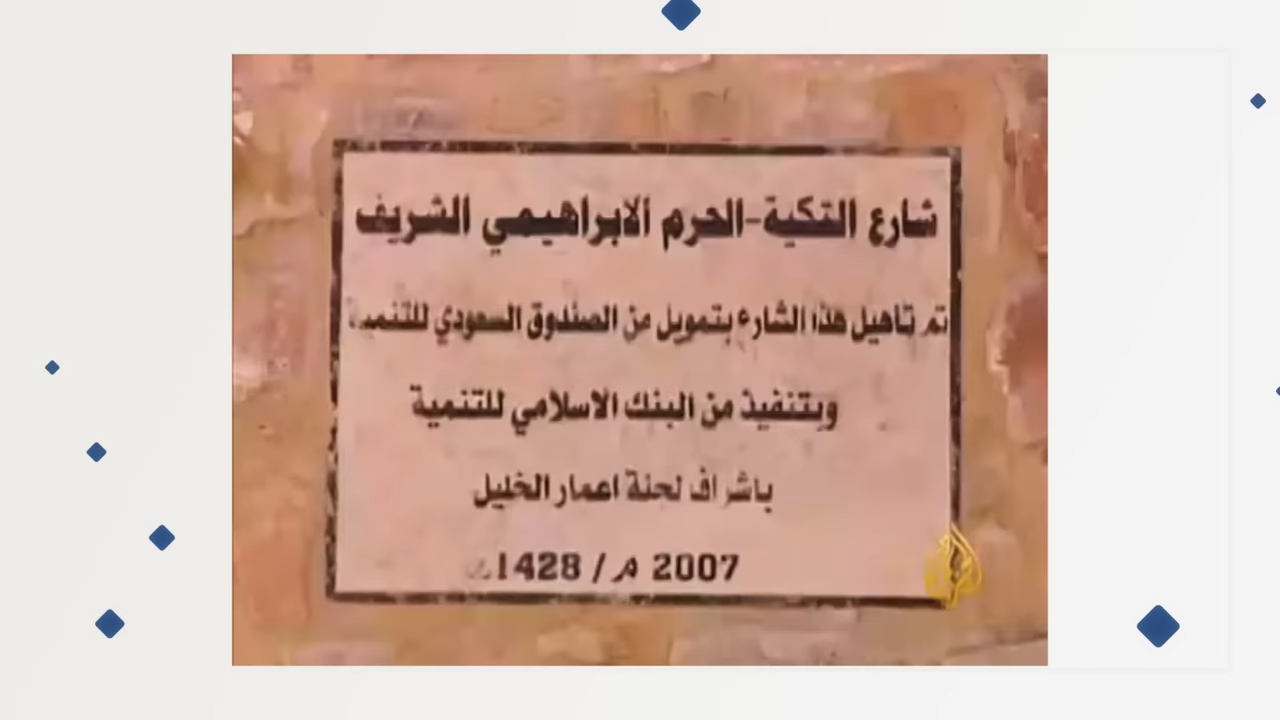 شارع التكية-الحرم الابراهيمي الشريف
تم تاهيل هذا الشارع بتمويل من الصندوق السعودي للتنمية
وبتنفيذ من البنك الاسلامي للتنمية
باشراف لجنة اعمار الخليل
2007 م / 1428